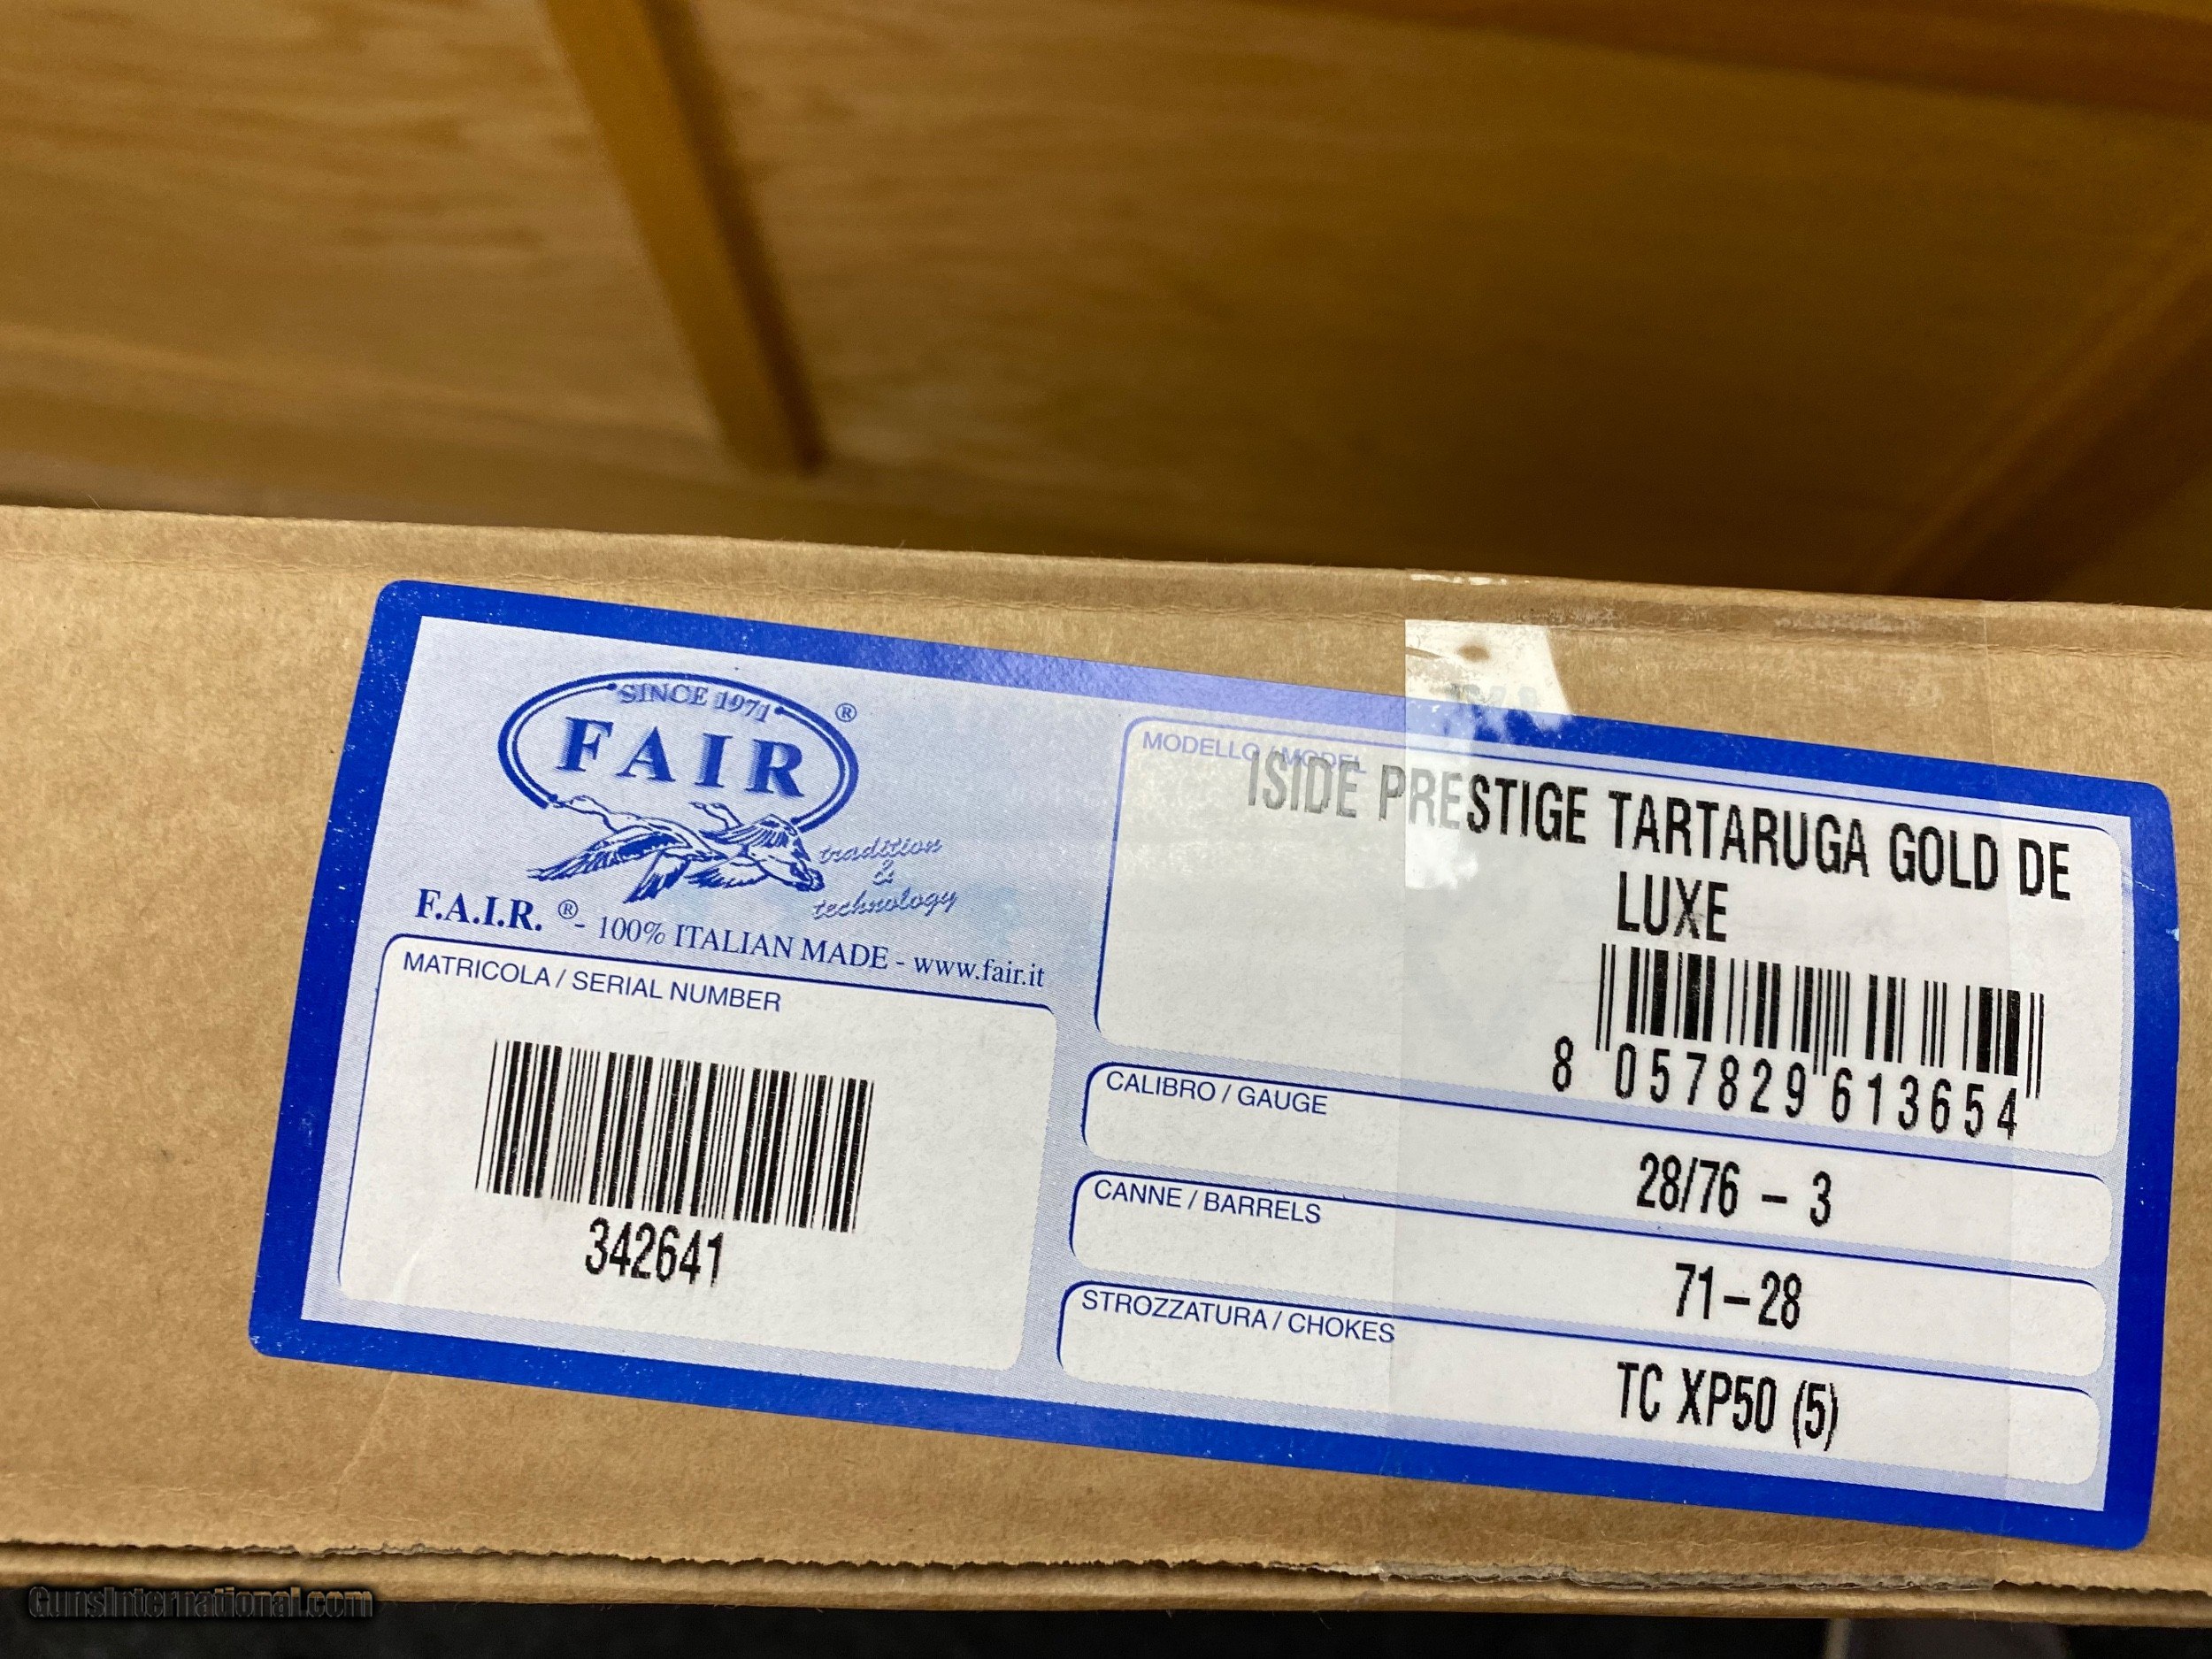 SINCE 1971
FAIR ®
tradition
&
technology
F.A.I.R. ® - 100% ITALIAN MADE - www.fair.it
MATRICOLA / SERIAL NUMBER
342641
MODELLO / MODEL
ISIDE PRESTIGE TARTARUGA GOLD DE
LUXE
8 057829 613654
CALIBRO / GAUGE
28/76 - 3
CANNE / BARRELS
71-28
STROZZATURA / CHOKES
TC XP50 (5)
GunsInternational.com